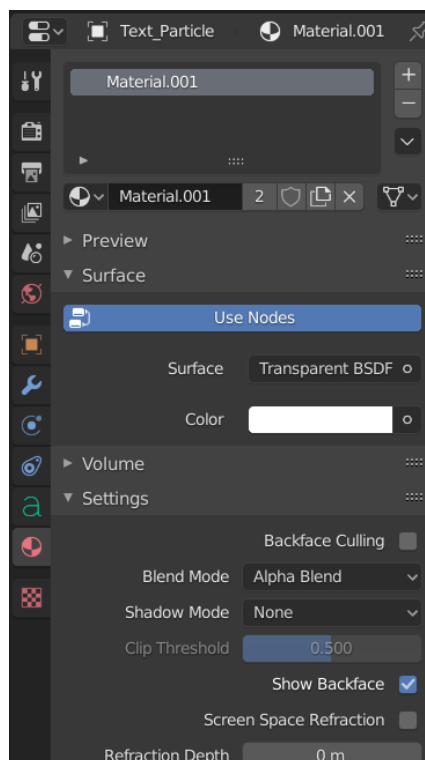 Text_Particle Material.001
Material.001
Material.001 2
Preview
Surface
Use Nodes
Surface Transparent BSDF
Color
Volume
Settings
Backface Culling
Blend Mode Alpha Blend
Shadow Mode None
Clip Threshold 0.500
Show Backface
Screen Space Refraction
Refraction Depth 0 m